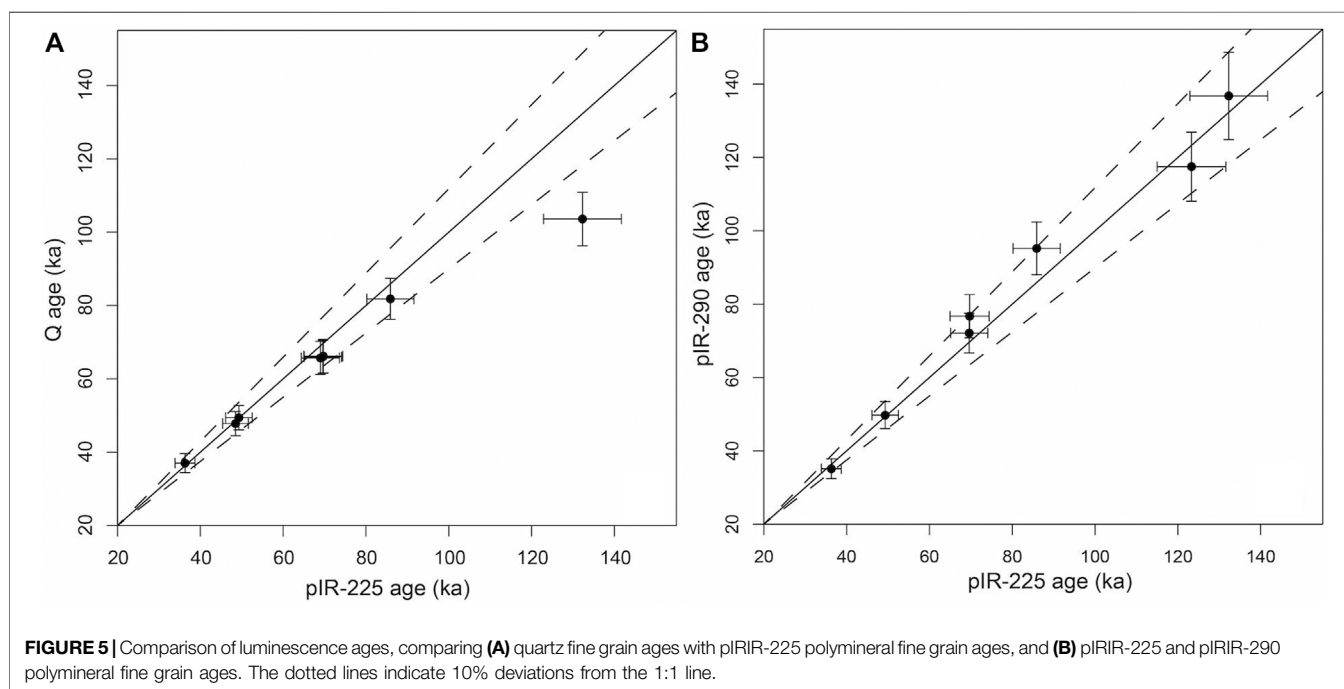 A
B
Q age (ka)
20 40 60 80 100 120 140
20 40 60 80 100 120 140
pIR-225 age (ka)
pIR-290 age (ka)
20 40 60 80 100 120 140
20 40 60 80 100 120 140
pIR-225 age (ka)
FIGURE 5 | Comparison of luminescence ages, comparing (A) quartz fine grain ages with pIRIR-225 polymineral fine grain ages, and (B) pIRIR-225 and pIRIR-290
polymineral fine grain ages. The dotted lines indicate 10% deviations from the 1:1 line.